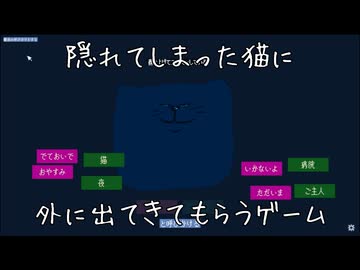 隠れてしまった猫に
でておいで
猫
おやすみ
夜
いかないよ
病院
ただいま
ご主人
外に出てきてもらうゲーム